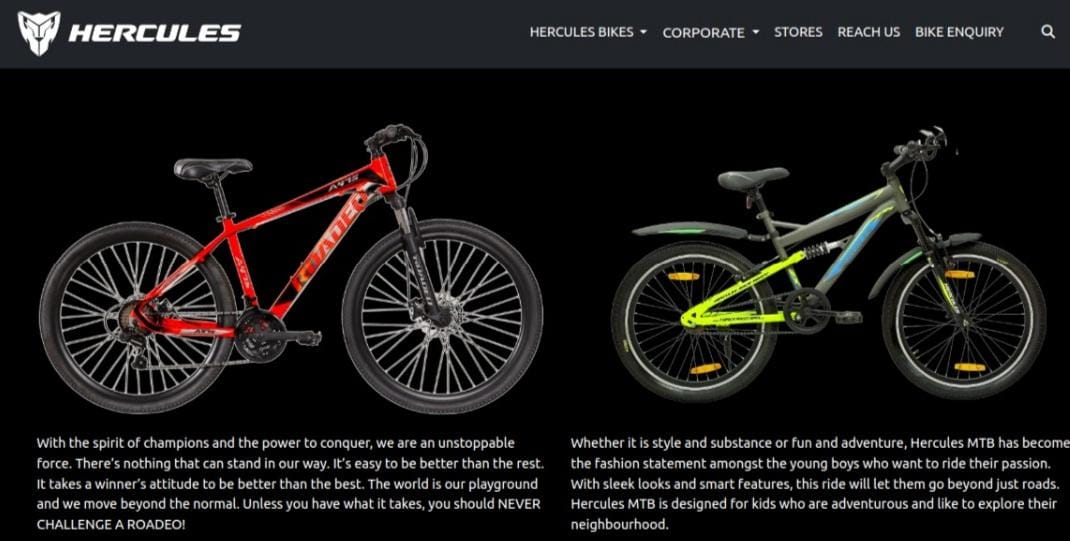 HERCULES
HERCULES BIKES
CORPORATE
STORES
REACH US
BIKE ENQUIRY
A475
ROADEO
With the spirit of champions and the power to conquer, we are an unstoppable
force. There's nothing that can stand in our way. It's easy to be better than the rest.
It takes a winner's attitude to be better than the best. The world is our playground
and we move beyond the normal. Unless you have what it takes, you should NEVER
CHALLENGE A ROADEO!
Whether it is style and substance or fun and adventure, Hercules MTB has become
the fashion statement amongst the young boys who want to ride their passion.
With sleek looks and smart features, this ride will let them go beyond just roads.
Hercules MTB is designed for kids who are adventurous and like to explore their
neighbourhood.